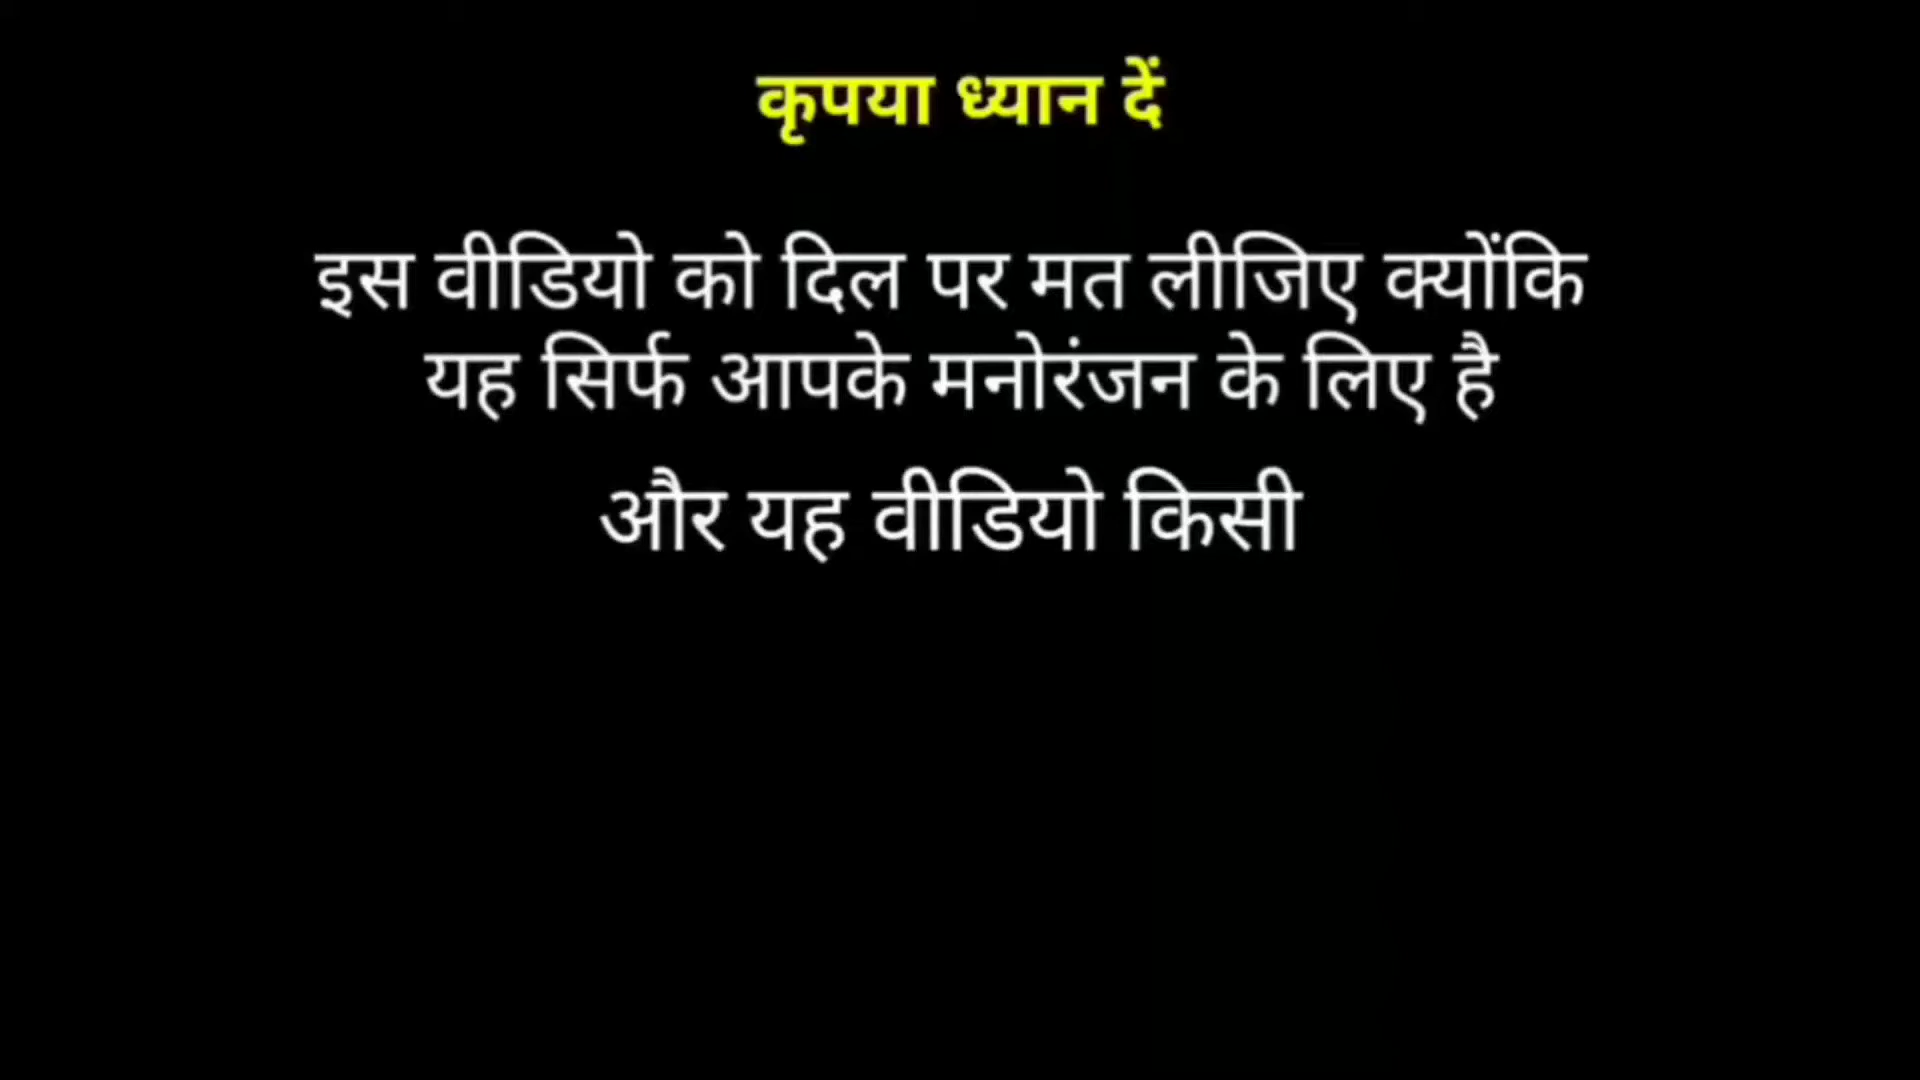 कृपया ध्यान दें
इस वीडियो को दिल पर मत लीजिए क्योंकि
यह सिर्फ आपके मनोरंजन के लिए है
और यह वीडियो किसी